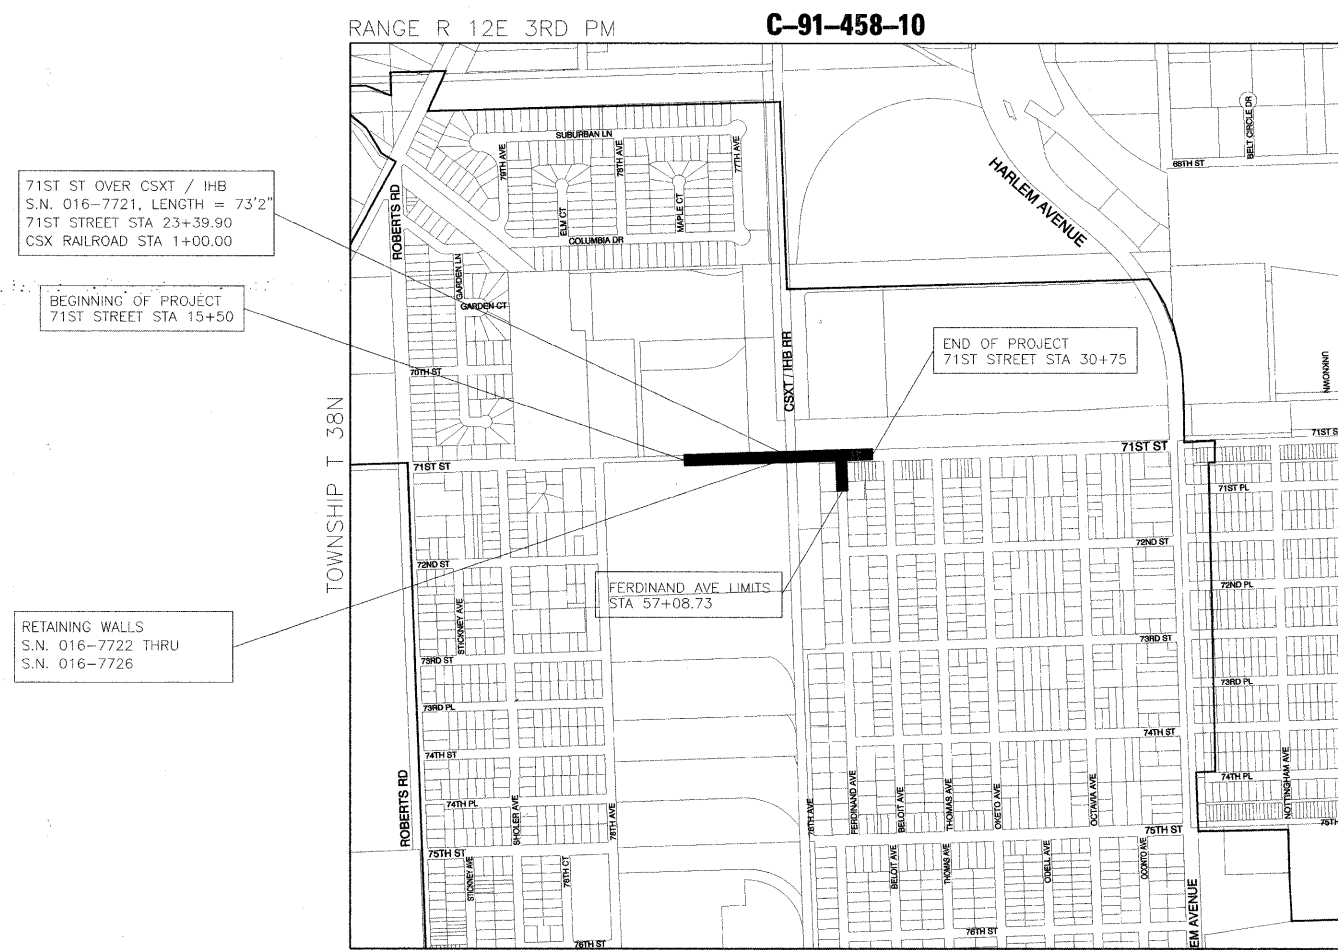 RANGE R 12E 3RD PM
C–91–458–10
71ST ST OVER CSXT / IHB
S.N. 016–7721, LENGTH = 73'2"
71ST STREET STA 23+39.90
CSX RAILROAD STA 1+00.00
BEGINNING OF PROJECT
71ST STREET STA 15+50
END OF PROJECT
71ST STREET STA 30+75
FERDINAND AVE LIMITS
STA 57+08.73
RETAINING WALLS
S.N. 016–7722 THRU
S.N. 016–7726
TOWNSHIP T 38N
ROBERTS RD
SUBURBAN LN
79TH AVE
78TH AVE
77TH AVE
ELM CT
MAPLE CT
COLUMBIA DR
GARDEN LN
GARDEN CT
70TH ST
HARLEM AVENUE
BELT CIRCLE DR
68TH ST
CSXT / IHB RR
UNKNOWN
71ST ST
71ST ST
71ST S
71ST PL
72ND ST
72ND ST
72ND PL
STICKNEY AVE
73RD ST
73RD ST
73RD PL
73RD PL
74TH ST
74TH ST
74TH PL
74TH PL
ROBERTS RD
SHOLER AVE
78TH AVE
76TH AVE
FERDINAND AVE
BELOIT AVE
THOMAS AVE
OKETO AVE
OCTAVIA AVE
NOTTINGHAM AVE
75TH ST
75TH ST
75TH
STICKNEY AVE
78TH CT
BELOIT AVE
THOMAS AVE
ODELL AVE
OCONTO AVE
76TH ST
76TH ST
EM AVENUE